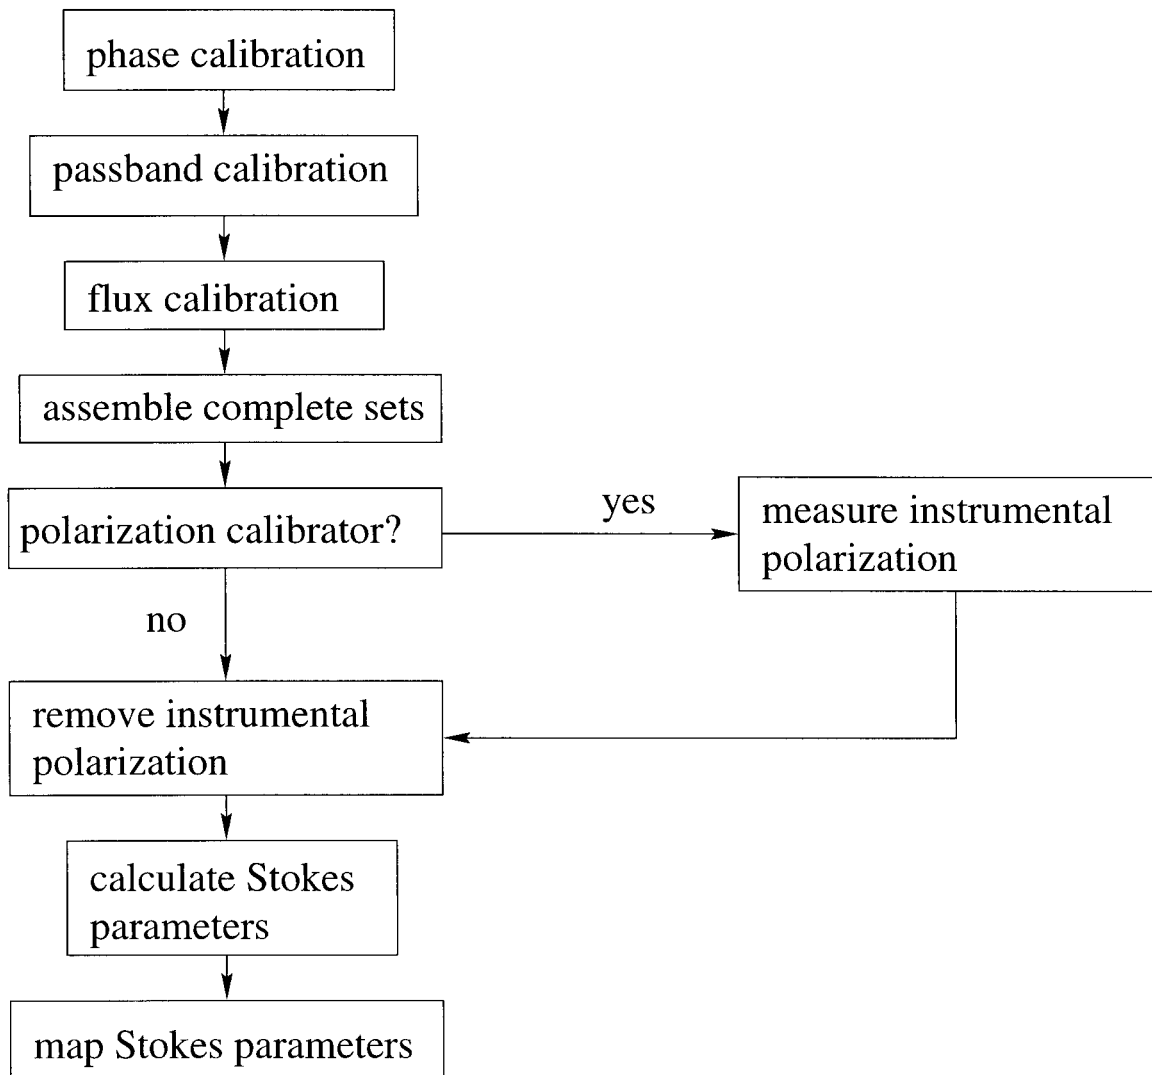 phase calibration
passband calibration
flux calibration
assemble complete sets
polarization calibrator?
yes
measure instrumental
polarization
no
remove instrumental
polarization
calculate Stokes
parameters
map Stokes parameters